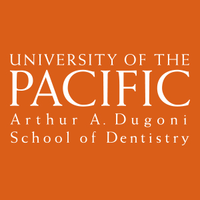 UNIVERSITY OF THE
PACIFIC
Arthur A. Dugoni
School of Dentistry